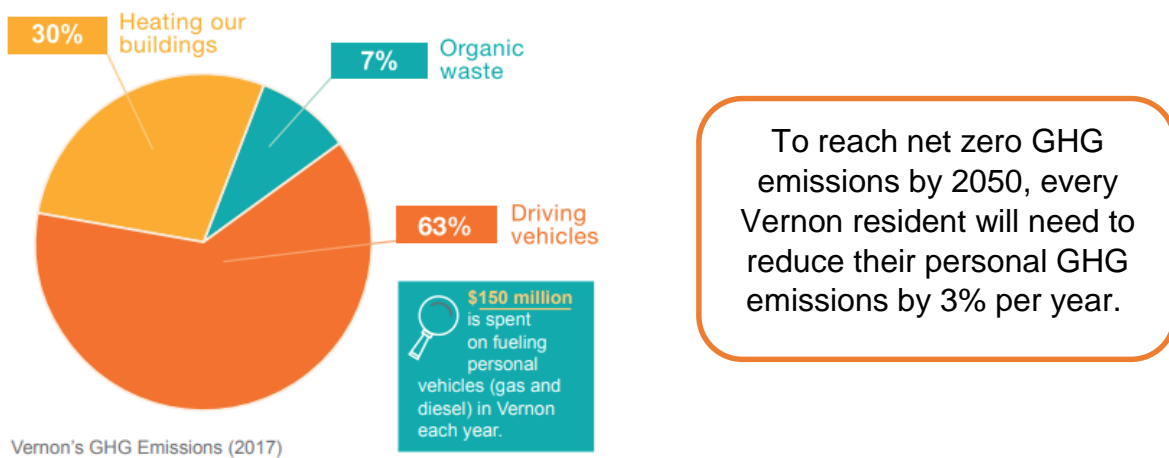 30%
Heating our
buildings
7%
Organic
waste
63%
Driving
vehicles
$150 million
is spent
on fueling
personal
vehicles (gas and
diesel) in Vernon
each year.
Vernon's GHG Emissions (2017)
To reach net zero GHG
emissions by 2050, every
Vernon resident will need to
reduce their personal GHG
emissions by 3% per year.